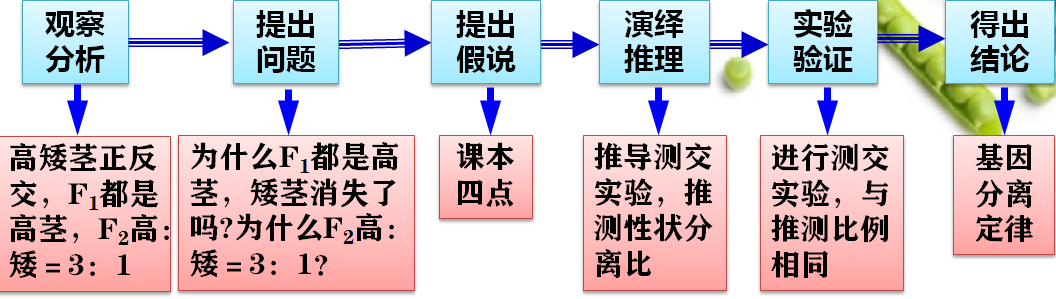 观察
分析
提出
问题
提出
假说
演绎
推理
实验
验证
得出
结论
高矮茎正反
交，F1都是
高茎，F2高：
矮＝3：1
为什么F1都是高
茎，矮茎消失了
吗?为什么F2高：
矮＝3：1?
课本
四点
推导测交
实验，推
测性状分
离比
进行测交
实验，与
推测比例
相同
基因
分离
定律